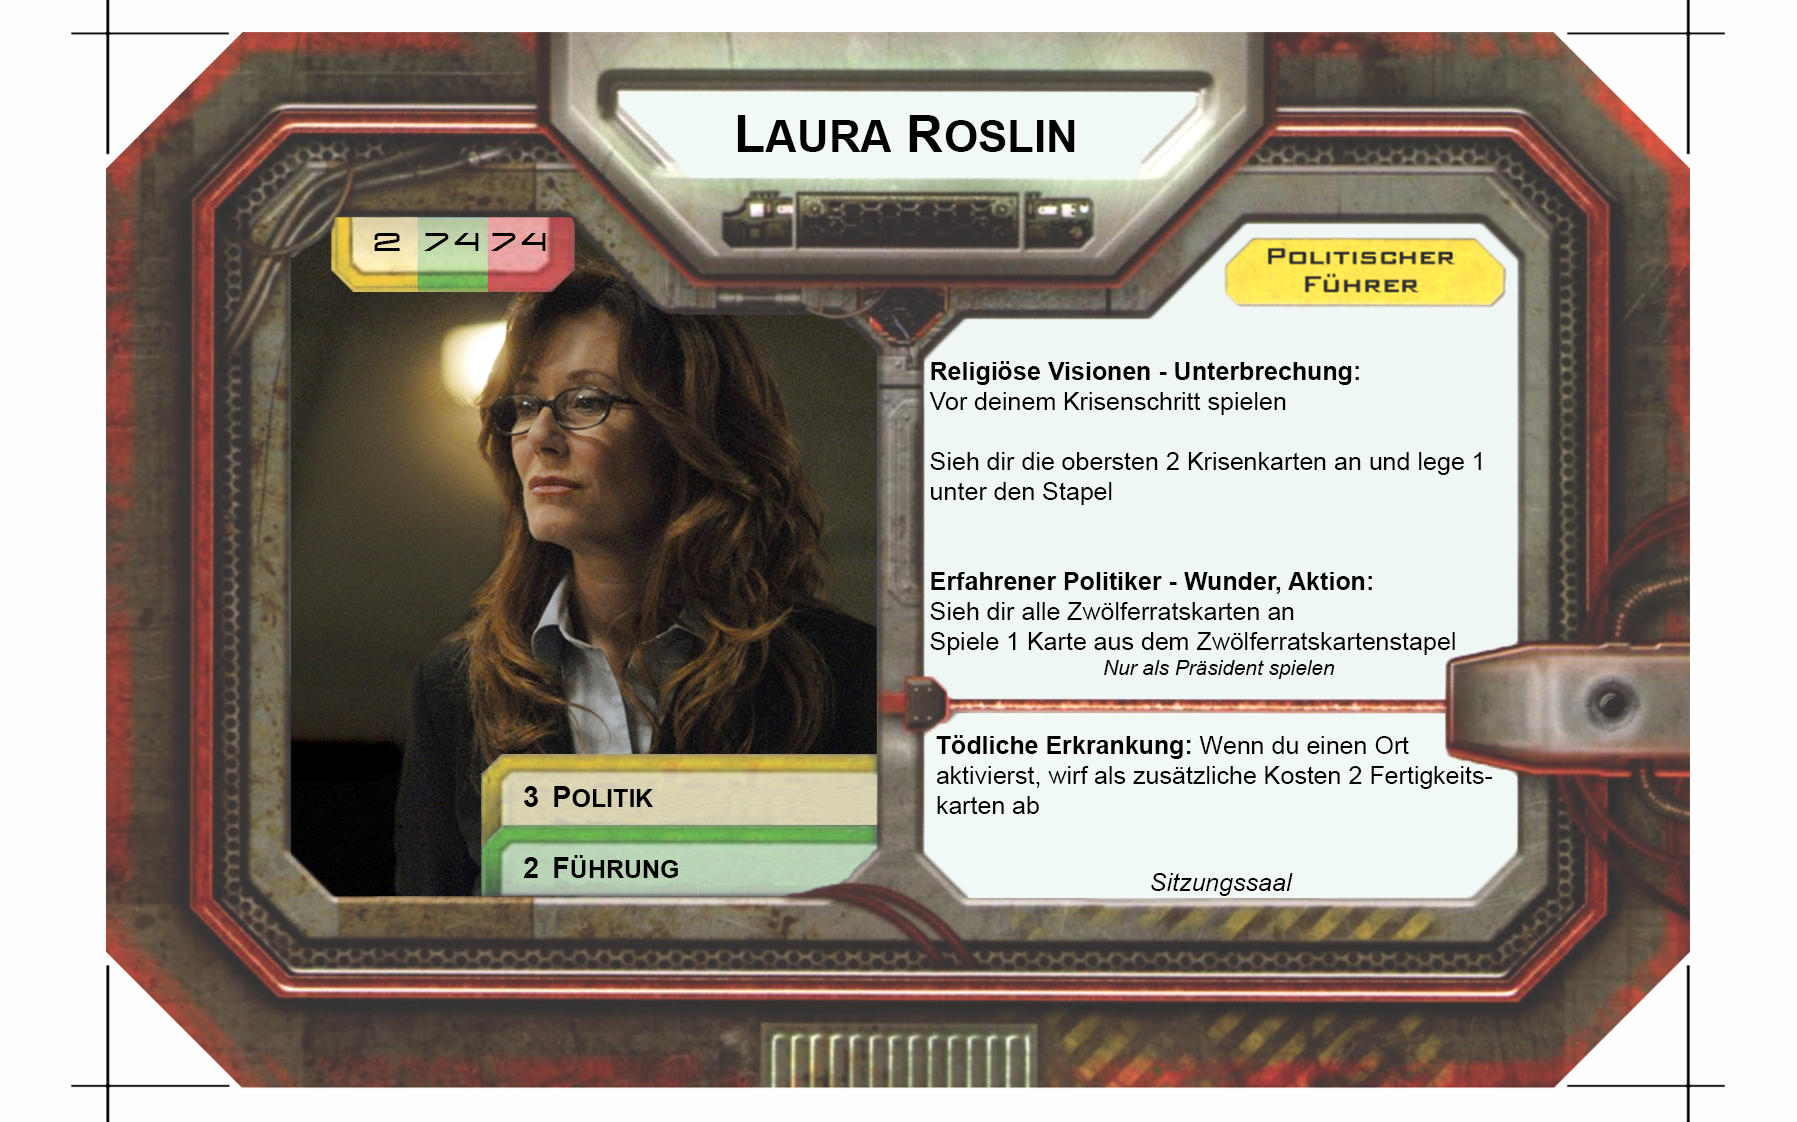 LAURA ROSLIN
2 74 74
POLITISCHER
FÜHRER
Religiöse Visionen - Unterbrechung:
Vor deinem Krisenschritt spielen
Sieh dir die obersten 2 Krisenkarten an und lege 1
unter den Stapel
Erfahrener Politiker - Wunder, Aktion:
Sieh dir alle Zwölferratskarten an
Spiele 1 Karte aus dem Zwölferratskartenstapel
Nur als Präsident spielen
Tödliche Erkrankung: Wenn du einen Ort
aktivierst, wirf als zusätzliche Kosten 2 Fertigkeits-
karten ab
Sitzungssaal
3 POLITIK
2 FÜHRUNG